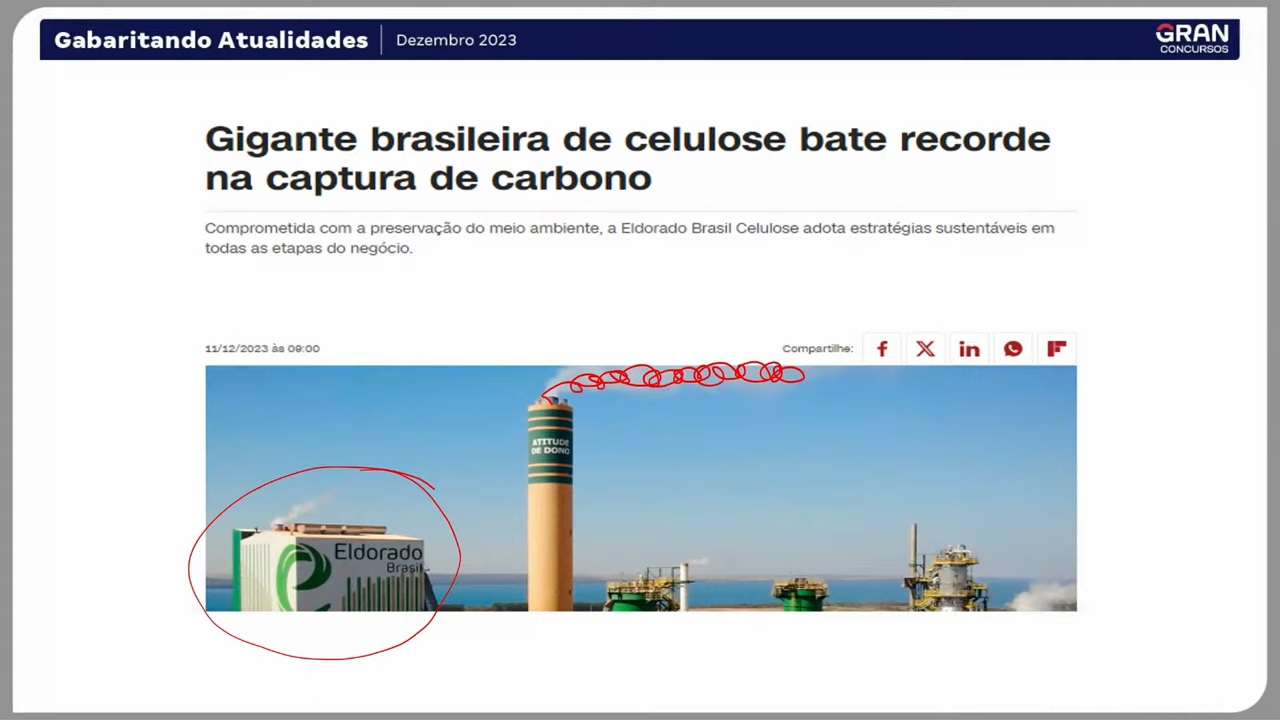 Gabaritando Atualidades
Dezembro 2023
GRAN
CONCURSOS
Gigante brasileira de celulose bate recorde
na captura de carbono
Comprometida com a preservação do meio ambiente, a Eldorado Brasil Celulose adota estratégias sustentáveis em
todas as etapas do negócio.
11/12/2023 às 09:00
Compartilhe:
ATITUDE
DE DONO
Eldorado
Brasil